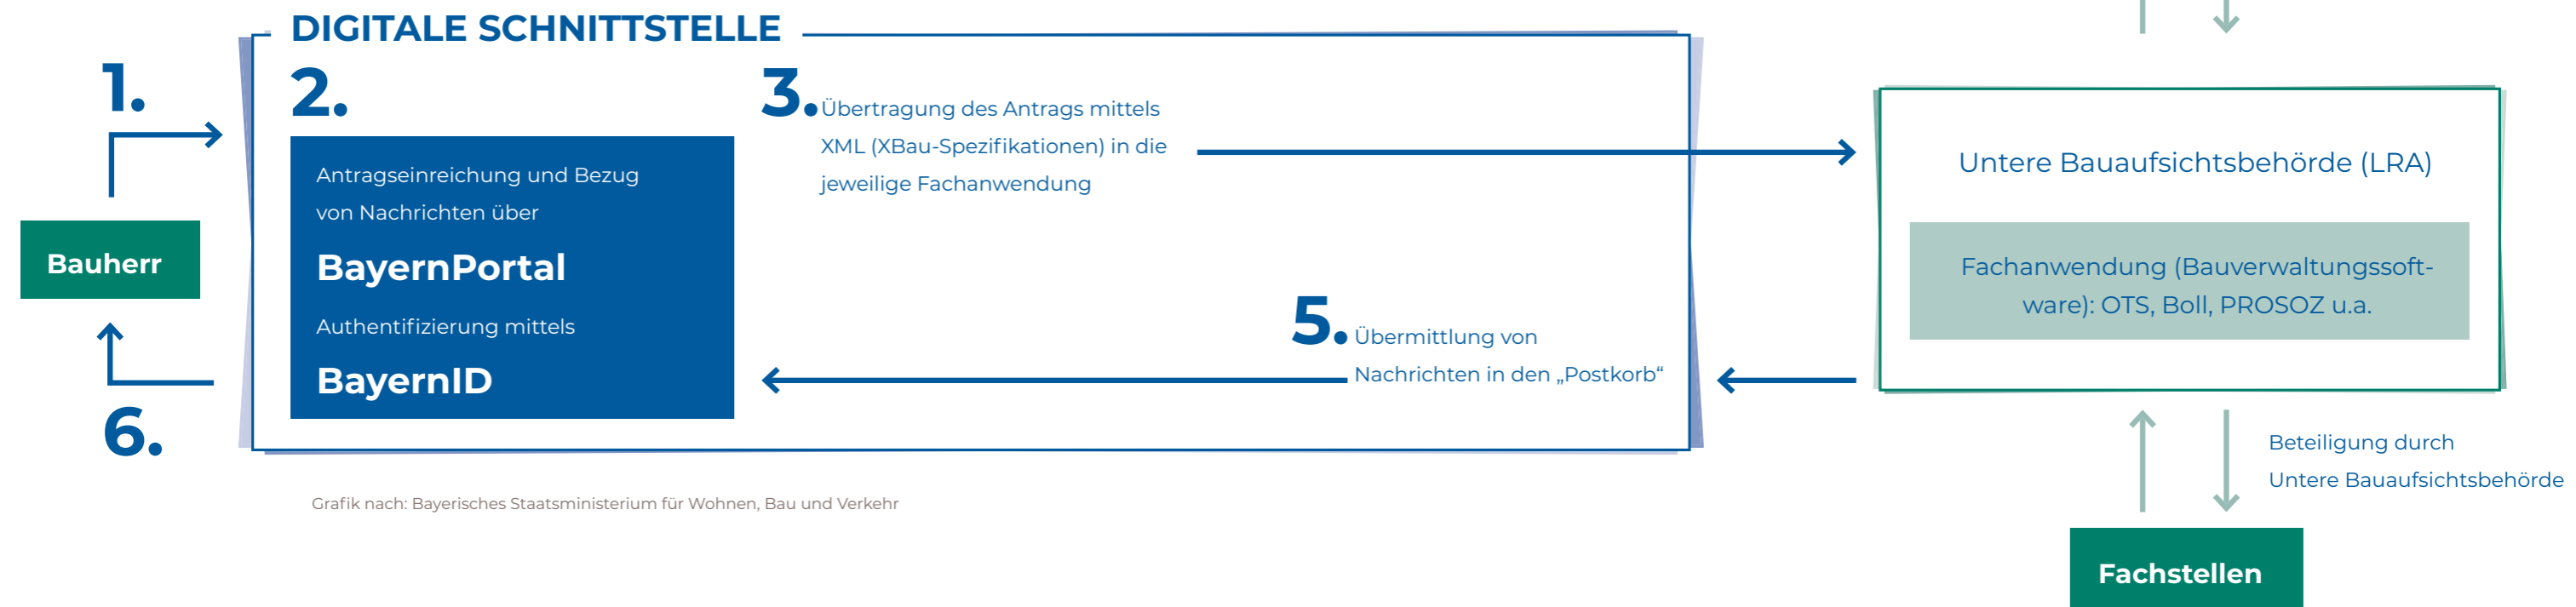 DIGITALE SCHNITTSTELLE
1.
2.
Antragseinreichung und Bezug
von Nachrichten über
BayernPortal
Authentifizierung mittels
BayernID
3.
Übertragung des Antrags mittels
XML (XBau-Spezifikationen) in die
jeweilige Fachanwendung
Bauherr
5.
Übermittlung von
Nachrichten in den „Postkorb“
6.
Untere Bauaufsichtsbehörde (LRA)
Fachanwendung (Bauverwaltungssoft-
ware): OTS, Boll, PROSOZ u.a.
Beteiligung durch
Untere Bauaufsichtsbehörde
Fachstellen
Grafik nach: Bayerisches Staatsministerium für Wohnen, Bau und Verkehr